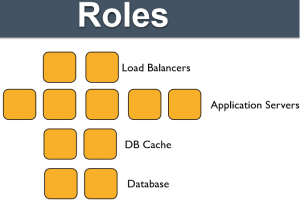 Roles
Load Balancers
Application Servers
DB Cache
Database